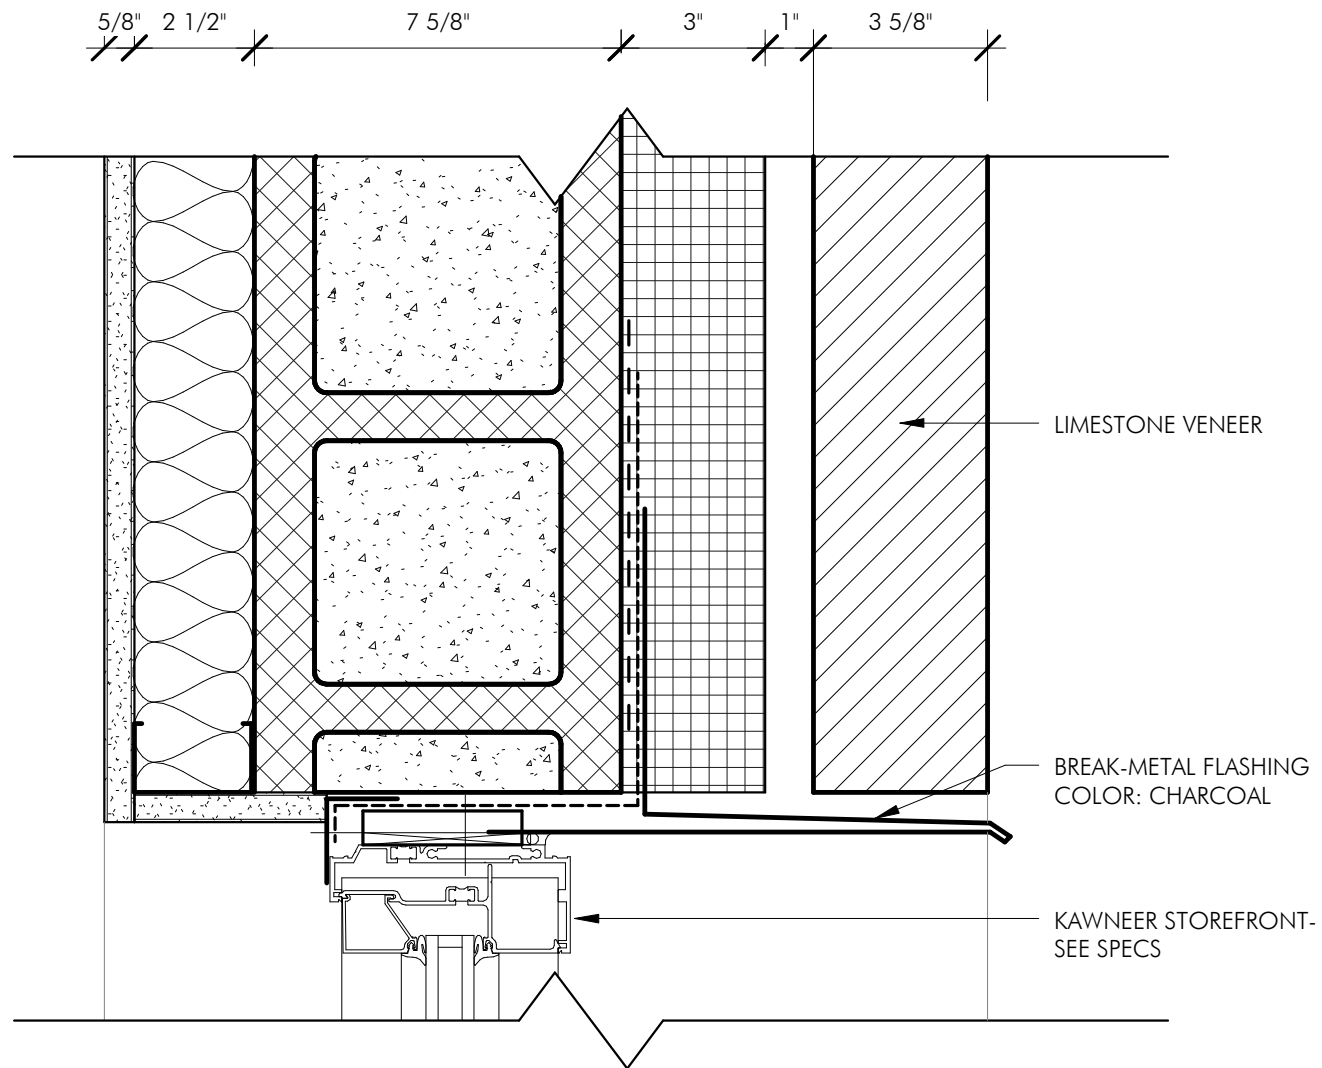 5/8" 2 1/2" 7 5/8" 3" 1" 3 5/8"
LIMESTONE VENEER
BREAK-METAL FLASHING
COLOR: CHARCOAL
KAWNEER STOREFRONT-
SEE SPECS